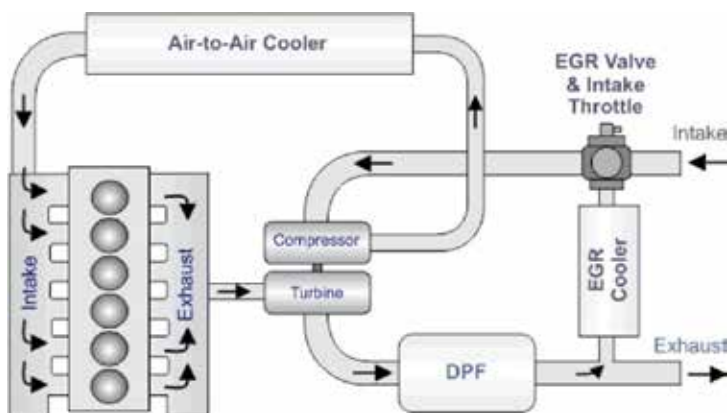 Air-to-Air Cooler
EGR Valve
& Intake
Throttle
Intake
Compressor
Intake
Exhaust
Turbine
EGR
Cooler
DPF
Exhaust